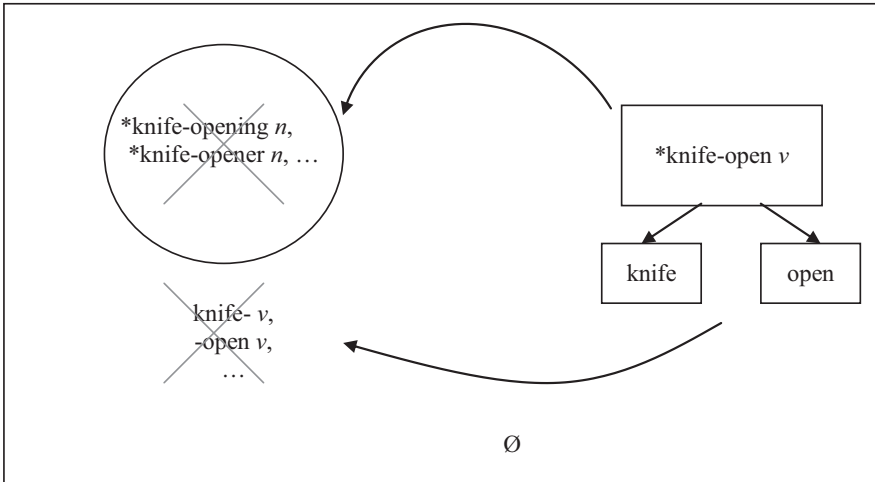 *knife-opening n,
*knife-opener n, …
*knife-open v
knife
open
knife- v,
-open v,
…
Ø